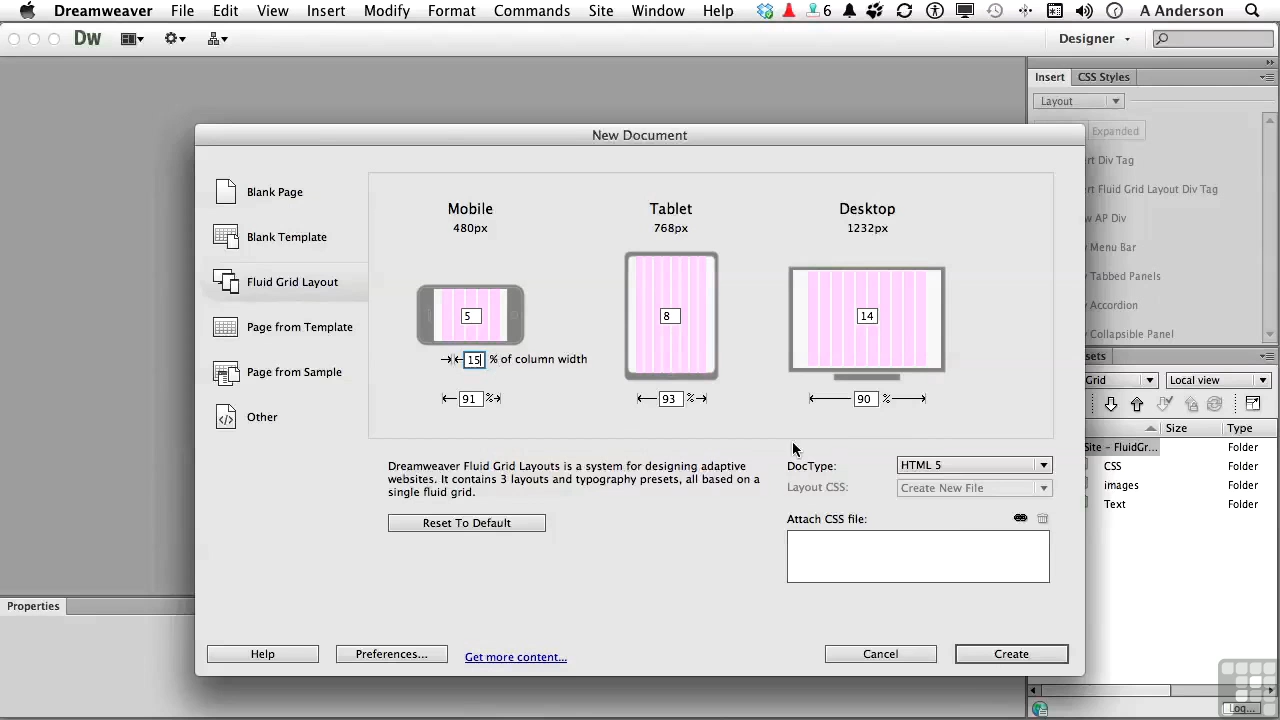 Dreamweaver File Edit View Insert Modify Format Commands Site Window Help 6 A Anderson
Dw Designer
Insert CSS Styles
Layout
Expanded
rt Div Tag
rt Fluid Grid Layout Div Tag
w AP Div
Menu Bar
Tabbed Panels
Accordion
Collapsible Panel
New Document
Blank Page
Blank Template
Fluid Grid Layout
Page from Template
Page from Sample
Other
Mobile Tablet Desktop
480px 768px 1232px
5 8 14
15 % of column width
91 % 93 % 90 %
Dreamweaver Fluid Grid Layouts is a system for designing adaptive
websites. It contains 3 layouts and typography presets, all based on a
single fluid grid.
Reset To Default
DocType: HTML 5
Layout CSS: Create New File
Attach CSS file:
Help Preferences... Get more content... Cancel Create
ssets
Grid Local view
Size Type
Site – FluidGr... Folder
CSS Folder
images Folder
Text Folder
Properties
Log...